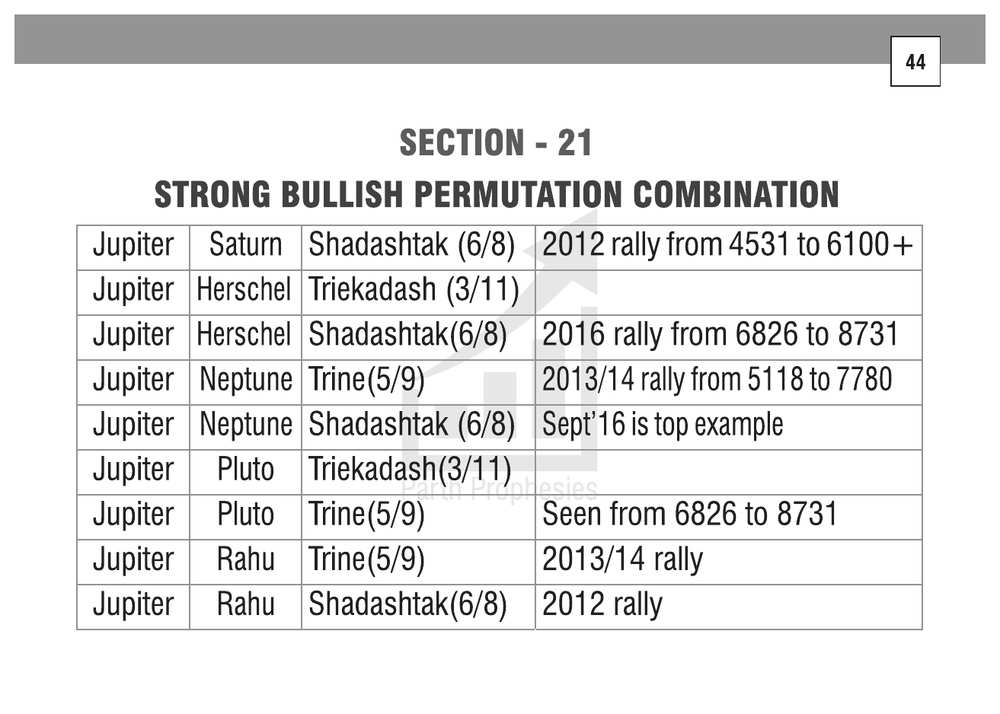 44
SECTION - 21
STRONG BULLISH PERMUTATION COMBINATION
Jupiter Saturn Shadashtak (6/8) 2012 rally from 4531 to 6100+
Jupiter Herschel Triekadash (3/11)
Jupiter Herschel Shadashtak(6/8) 2016 rally from 6826 to 8731
Jupiter Neptune Trine(5/9) 2013/14 rally from 5118 to 7780
Jupiter Neptune Shadashtak (6/8) Sept'16 is top example
Jupiter Pluto Triekadash(3/11)
Parth Prophesies
Jupiter Pluto Trine(5/9) Seen from 6826 to 8731
Jupiter Rahu Trine(5/9) 2013/14 rally
Jupiter Rahu Shadashtak(6/8) 2012 rally